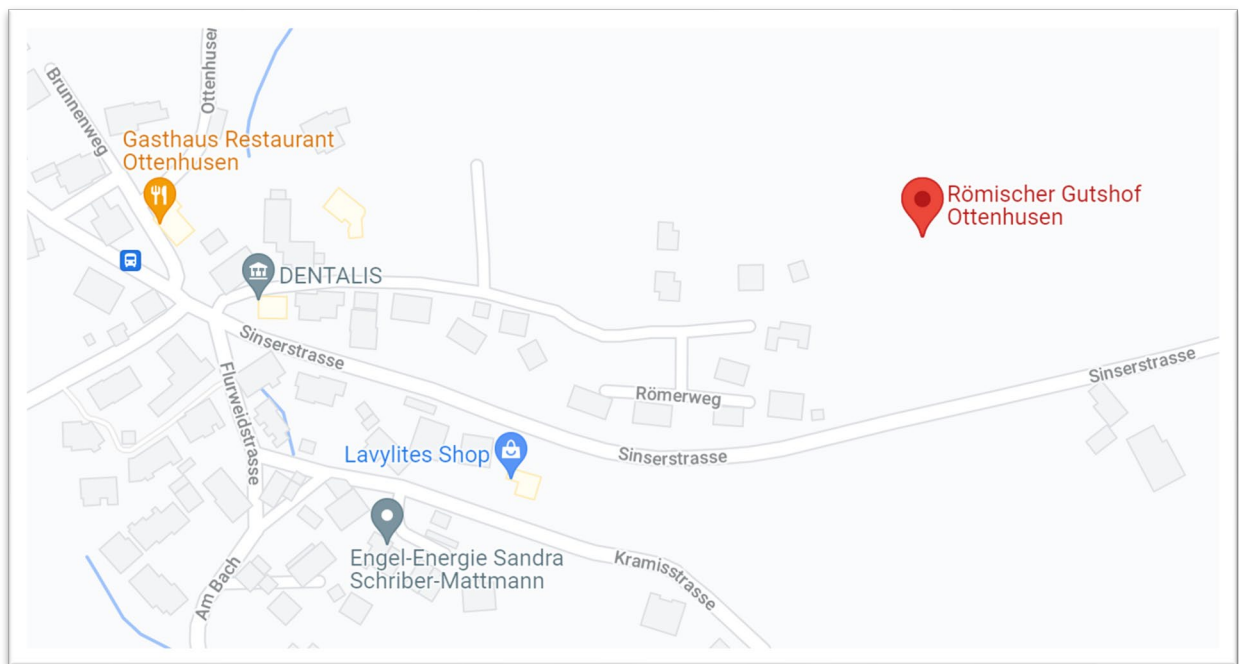 Brunnenweg
Ottenhuser
Gasthaus Restaurant
Ottenhusen
Römischer Gutshof
Ottenhusen
DENTALIS
Sinserstrasse
Sinserstrasse
Flurweidstrasse
Römerweg
Lavylites Shop
Sinserstrasse
Engel-Energie Sandra
Schriber-Mattmann
Kramisstrasse
Am Bach